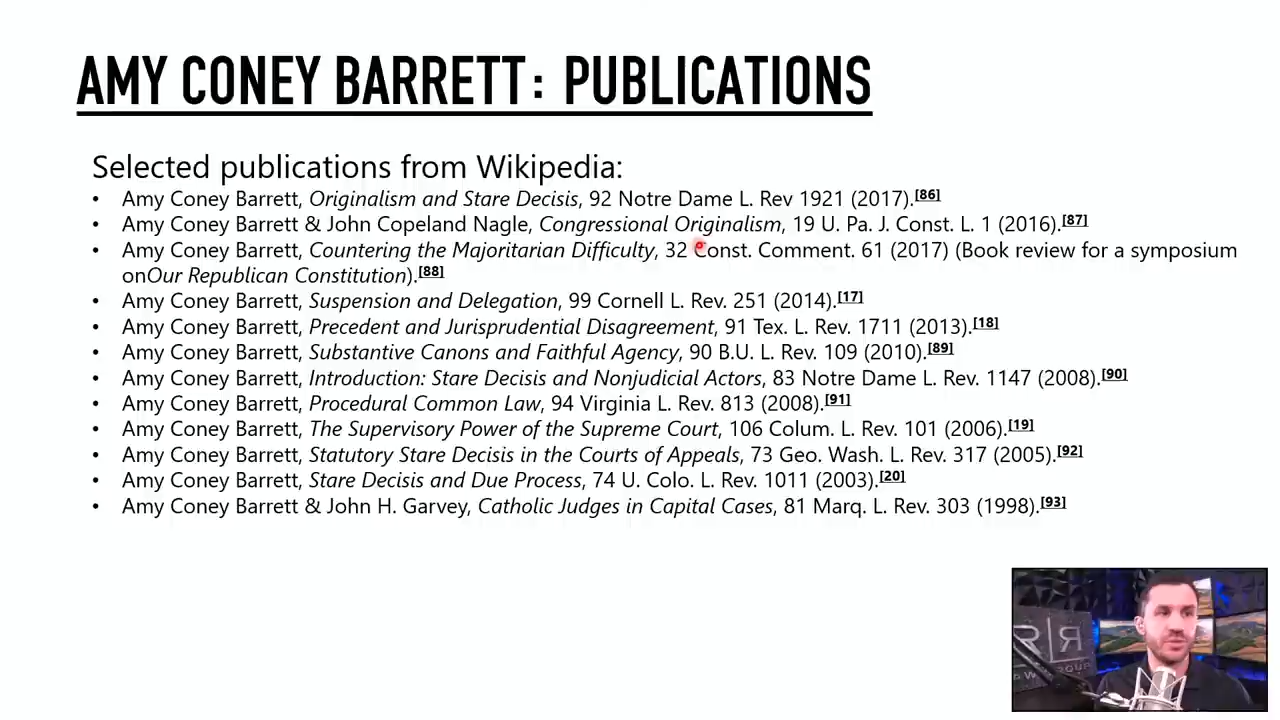 AMY CONEY BARRETT: PUBLICATIONS
Selected publications from Wikipedia:
• Amy Coney Barrett, Originalism and Stare Decisis, 92 Notre Dame L. Rev 1921 (2017).[86]
• Amy Coney Barrett & John Copeland Nagle, Congressional Originalism, 19 U. Pa. J. Const. L. 1 (2016).[87]
• Amy Coney Barrett, Countering the Majoritarian Difficulty, 32 Const. Comment. 61 (2017) (Book review for a symposium
onOur Republican Constitution).[88]
• Amy Coney Barrett, Suspension and Delegation, 99 Cornell L. Rev. 251 (2014).[17]
• Amy Coney Barrett, Precedent and Jurisprudential Disagreement, 91 Tex. L. Rev. 1711 (2013).[18]
• Amy Coney Barrett, Substantive Canons and Faithful Agency, 90 B.U. L. Rev. 109 (2010).[89]
• Amy Coney Barrett, Introduction: Stare Decisis and Nonjudicial Actors, 83 Notre Dame L. Rev. 1147 (2008).[90]
• Amy Coney Barrett, Procedural Common Law, 94 Virginia L. Rev. 813 (2008).[91]
• Amy Coney Barrett, The Supervisory Power of the Supreme Court, 106 Colum. L. Rev. 101 (2006).[19]
• Amy Coney Barrett, Statutory Stare Decisis in the Courts of Appeals, 73 Geo. Wash. L. Rev. 317 (2005).[92]
• Amy Coney Barrett, Stare Decisis and Due Process, 74 U. Colo. L. Rev. 1011 (2003).[20]
• Amy Coney Barrett & John H. Garvey, Catholic Judges in Capital Cases, 81 Marq. L. Rev. 303 (1998).[93]